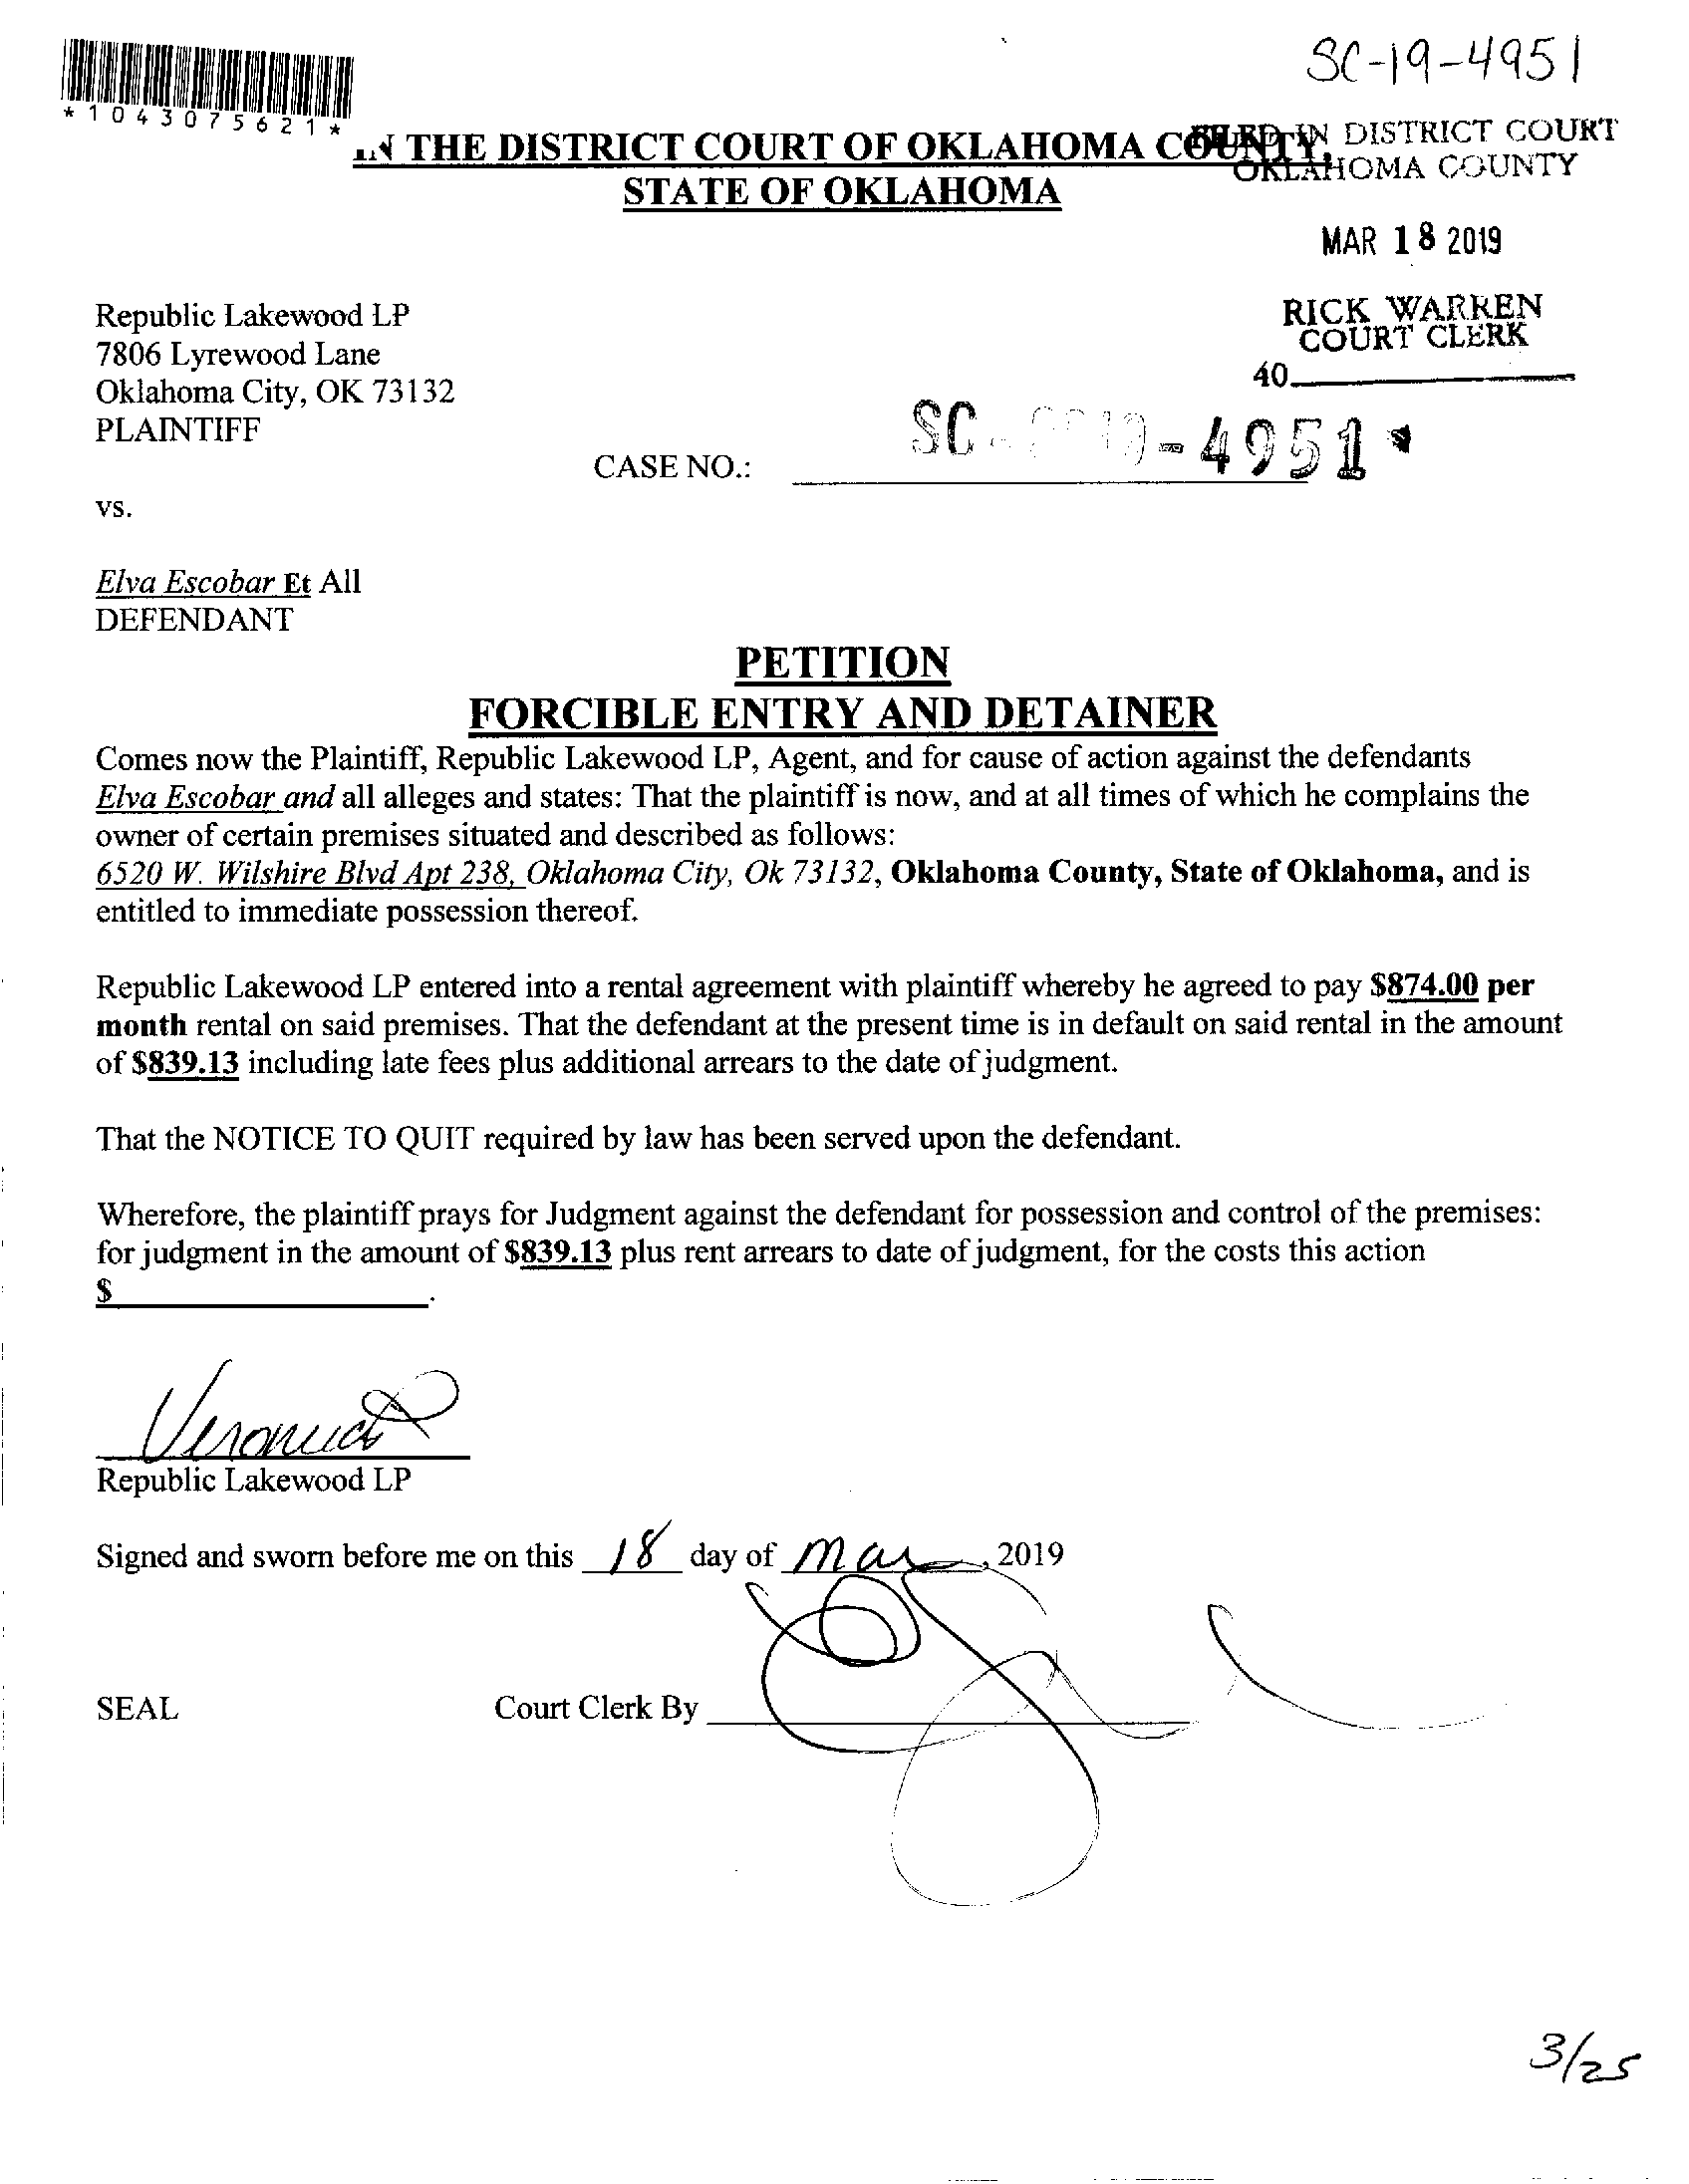 SC-19-4951
*1043075621*
IN THE DISTRICT COURT OF OKLAHOMA COUNTY,
STATE OF OKLAHOMA
FILED IN DISTRICT COURT
OKLAHOMA COUNTY
MAR 18 2019
RICK WARREN
COURT CLERK
40
Republic Lakewood LP
7806 Lyrewood Lane
Oklahoma City, OK 73132
PLAINTIFF
CASE NO.: SC-2019-4951*
vs.
Elva Escobar Et All
DEFENDANT
PETITION
FORCIBLE ENTRY AND DETAINER
Comes now the Plaintiff, Republic Lakewood LP, Agent, and for cause of action against the defendants
Elva Escobar and all alleges and states: That the plaintiff is now, and at all times of which he complains the
owner of certain premises situated and described as follows:
6520 W. Wilshire Blvd Apt 238, Oklahoma City, Ok 73132, Oklahoma County, State of Oklahoma, and is
entitled to immediate possession thereof.
Republic Lakewood LP entered into a rental agreement with plaintiff whereby he agreed to pay $874.00 per
month rental on said premises. That the defendant at the present time is in default on said rental in the amount
of $839.13 including late fees plus additional arrears to the date of judgment.
That the NOTICE TO QUIT required by law has been served upon the defendant.
Wherefore, the plaintiff prays for Judgment against the defendant for possession and control of the premises:
for judgment in the amount of $839.13 plus rent arrears to date of judgment, for the costs this action
$ .
Republic Lakewood LP
Signed and sworn before me on this 18 day of Mar, 2019
SEAL Court Clerk By
3/25